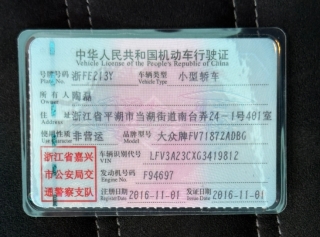 中华人民共和国机动车行驶证
Vehicle License of the People's Republic of China
号牌号码 浙FE213Y 车辆类型 小型轿车
Plate No. Vehicle Type
所有人 陶磊
Owner
住址 浙江省平湖市当湖街道南台弄24-1号401室
Address
使用性质 非营运 品牌型号 大众牌FV7187ZADBG
Use Character Model
浙江省嘉兴 车辆识别代号 LFV3A23CXG3419812
VIN
市公安局交 发动机号码 F94697
Engine No.
通警察支队 注册日期 2016-11-01 发证日期 2016-11-01
Register Date Issue Date